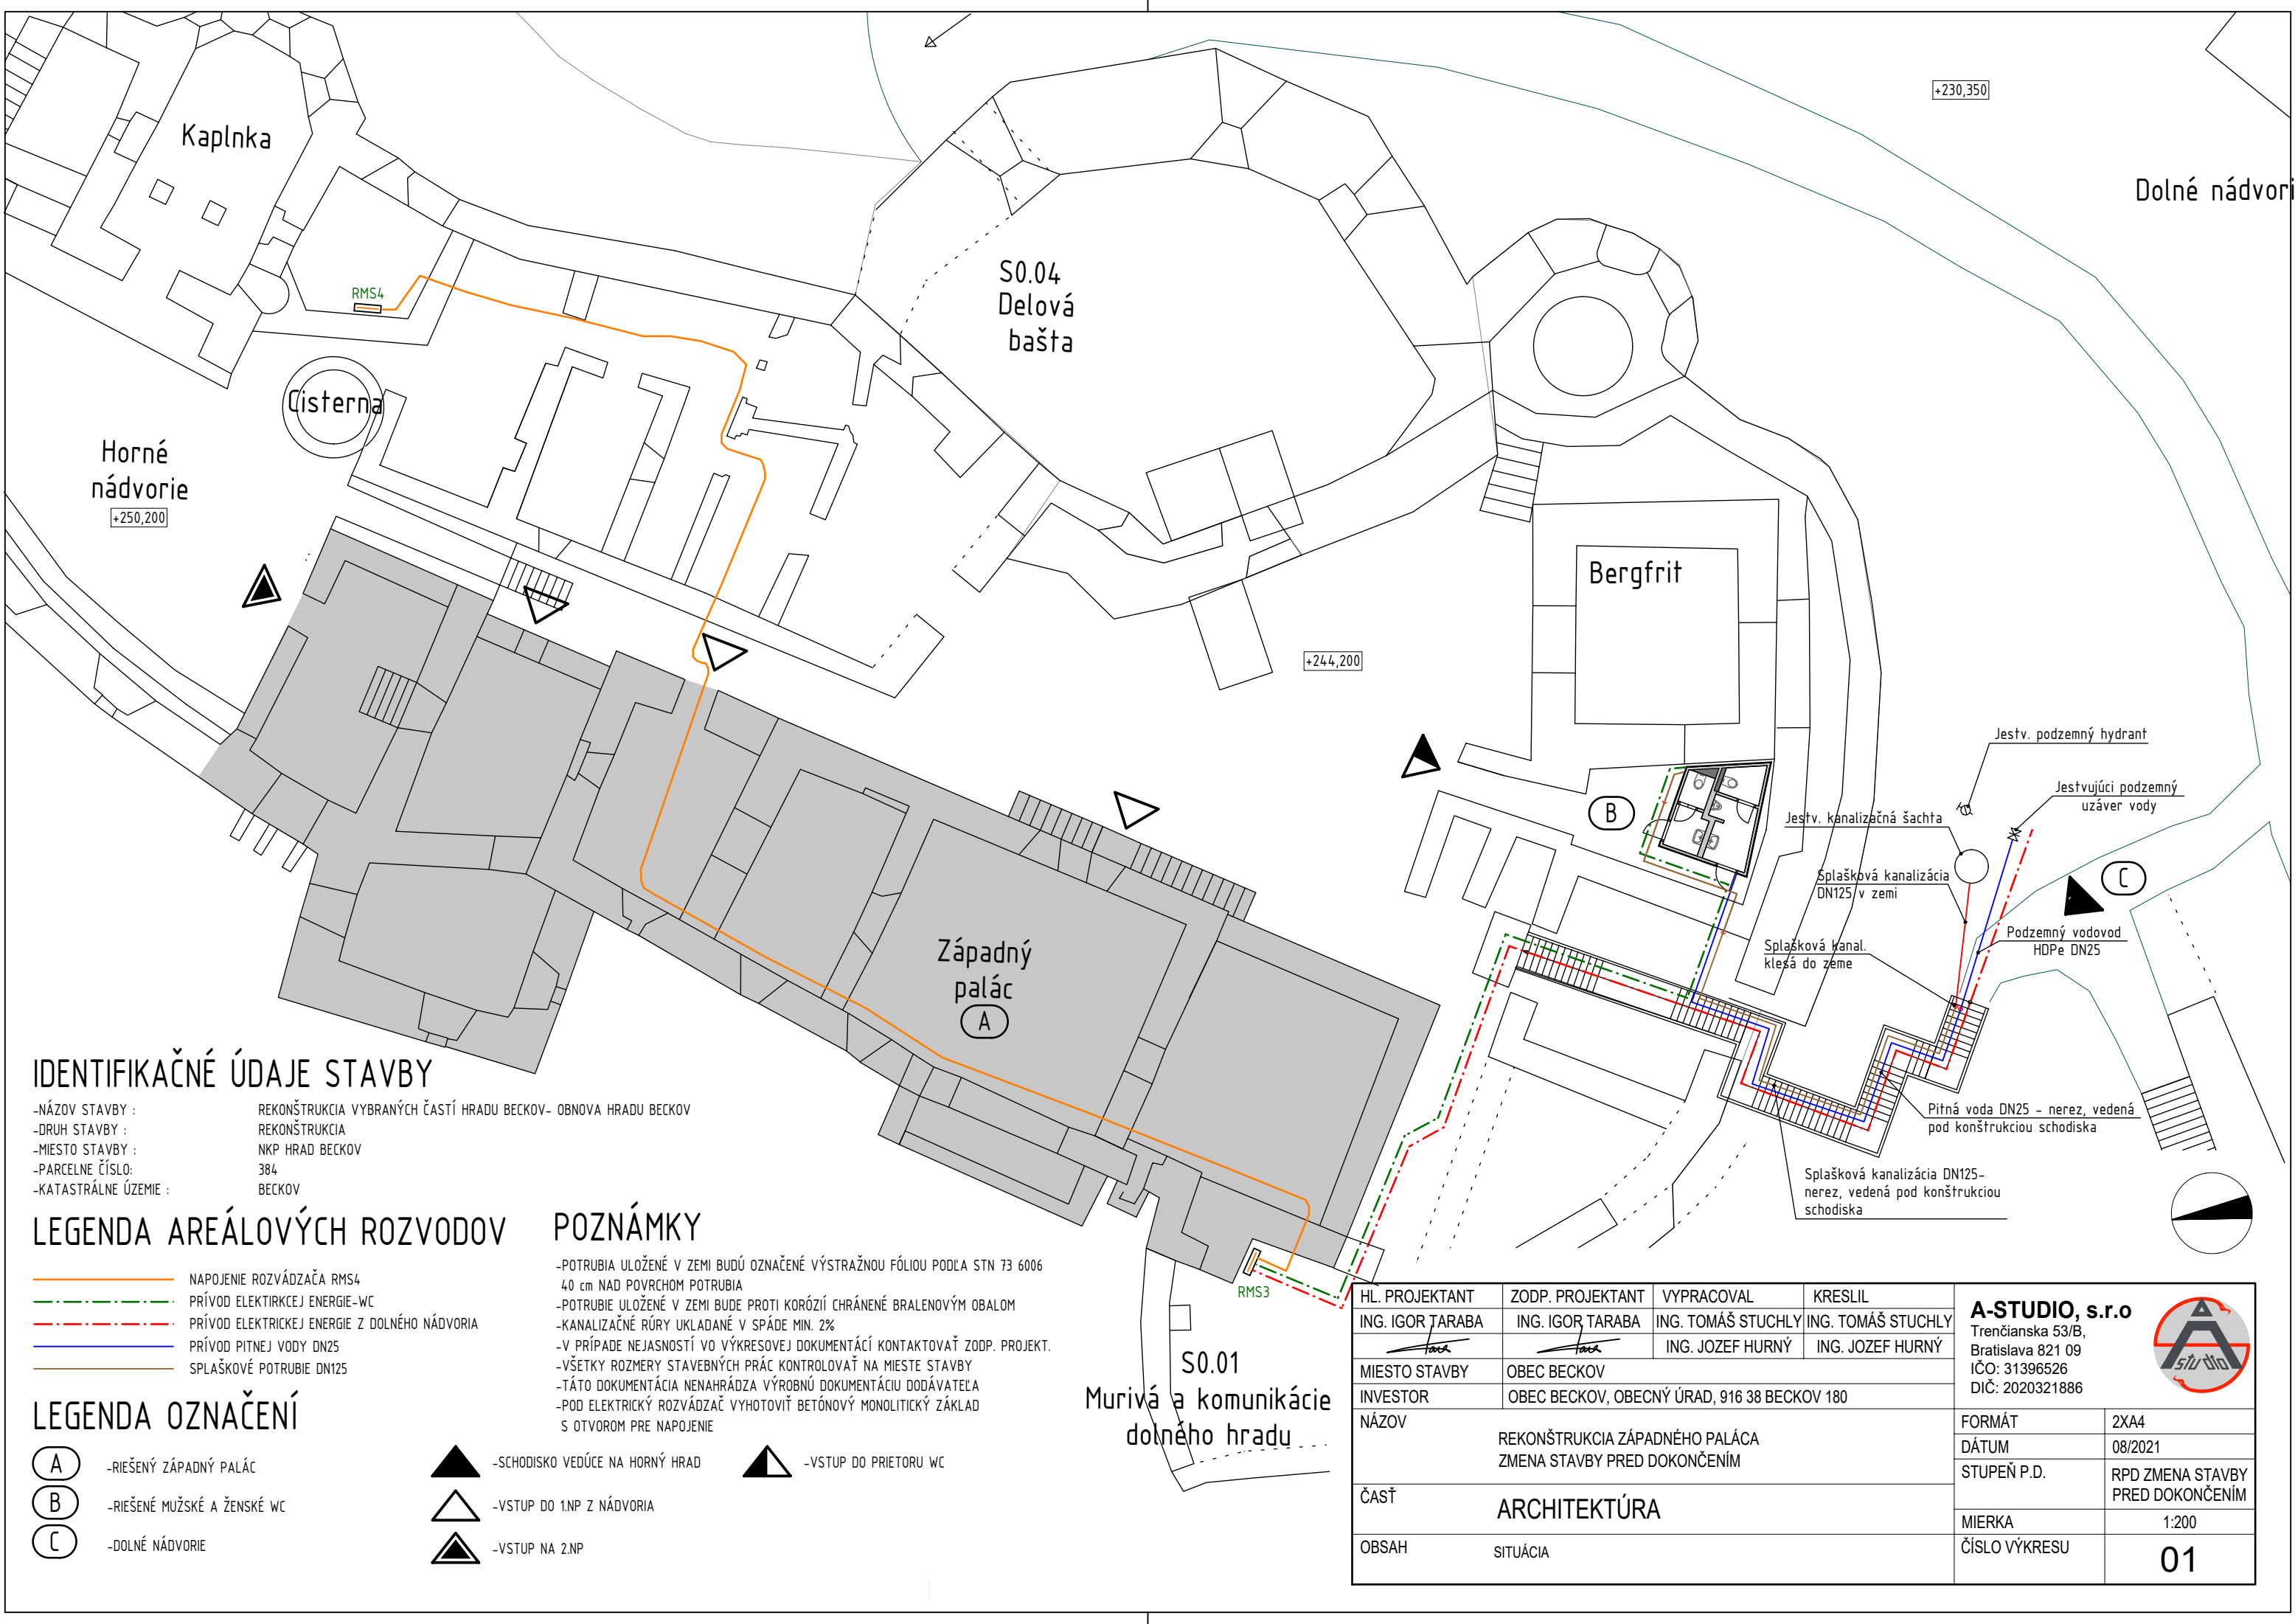 +230,350
Kaplnka
Dolné nádvori
S0.04
Delová
bašta
RMS4
Cisterna
Horné
nádvorie
+250,200
Bergfrit
+244,200
Jestv. podzemný hydrant
Jestvujúci podzemný
uzáver vody
B
Jestv. kanalizačná šachta
Splašková kanalizácia
DN125 v zemi
C
Podzemný vodovod
HDPe DN25
Splašková kanal.
klesá do zeme
Západný
palác
A
Pitná voda DN25 - nerez, vedená
pod konštrukciou schodiska
Splašková kanalizácia DN125-
nerez, vedená pod konštrukciou
schodiska
RMS3
S0.01
Murivá a komunikácie
dolného hradu
IDENTIFIKAČNÉ ÚDAJE STAVBY
-NÁZOV STAVBY : REKONŠTRUKCIA VYBRANÝCH ČASTÍ HRADU BECKOV- OBNOVA HRADU BECKOV
-DRUH STAVBY : REKONŠTRUKCIA
-MIESTO STAVBY : NKP HRAD BECKOV
-PARCELNE ČÍSLO: 384
-KATASTRÁLNE ÚZEMIE : BECKOV
LEGENDA AREÁLOVÝCH ROZVODOV
NAPOJENIE ROZVÁDZAČA RMS4
PRÍVOD ELEKTIRKCEJ ENERGIE-WC
PRÍVOD ELEKTRICKEJ ENERGIE Z DOLNÉHO NÁDVORIA
PRÍVOD PITNEJ VODY DN25
SPLAŠKOVÉ POTRUBIE DN125
POZNÁMKY
-POTRUBIA ULOŽENÉ V ZEMI BUDÚ OZNAČENÉ VÝSTRAŽNOU FÓLIOU PODĽA STN 73 6006
40 cm NAD POVRCHOM POTRUBIA
-POTRUBIE ULOŽENÉ V ZEMI BUDE PROTI KORÓZIÍ CHRÁNENÉ BRALENOVÝM OBALOM
-KANALIZAČNÉ RÚRY UKLADANÉ V SPÁDE MIN. 2%
-V PRÍPADE NEJASNOSTÍ VO VÝKRESOVEJ DOKUMENTÁCÍ KONTAKTOVAŤ ZODP. PROJEKT.
-VŠETKY ROZMERY STAVEBNÝCH PRÁC KONTROLOVAŤ NA MIESTE STAVBY
-TÁTO DOKUMENTÁCIA NENAHRÁDZA VÝROBNÚ DOKUMENTÁCIU DODÁVATEĽA
-POD ELEKTRICKÝ ROZVÁDZAČ VYHOTOVIŤ BETÓNOVÝ MONOLITICKÝ ZÁKLAD
S OTVOROM PRE NAPOJENIE
LEGENDA OZNAČENÍ
A -RIEŠENÝ ZÁPADNÝ PALÁC
B -RIEŠENÉ MUŽSKÉ A ŽENSKÉ WC
C -DOLNÉ NÁDVORIE
-SCHODISKO VEDÚCE NA HORNÝ HRAD
-VSTUP DO 1.NP Z NÁDVORIA
-VSTUP NA 2.NP
-VSTUP DO PRIETORU WC
HL. PROJEKTANT ZODP. PROJEKTANT VYPRACOVAL KRESLIL
ING. IGOR TARABA ING. IGOR TARABA ING. TOMÁŠ STUCHLY ING. TOMÁŠ STUCHLY
ING. JOZEF HURNÝ ING. JOZEF HURNÝ
MIESTO STAVBY OBEC BECKOV
INVESTOR OBEC BECKOV, OBECNÝ ÚRAD, 916 38 BECKOV 180
NÁZOV
REKONŠTRUKCIA ZÁPADNÉHO PALÁCA
ZMENA STAVBY PRED DOKONČENÍM
ČASŤ ARCHITEKTÚRA
OBSAH SITUÁCIA
A-STUDIO, s.r.o
Trenčianska 53/B,
Bratislava 821 09
IČO: 31396526
DIČ: 2020321886
A
studio
FORMÁT 2XA4
DÁTUM 08/2021
STUPEŇ P.D. RPD ZMENA STAVBY
PRED DOKONČENÍM
MIERKA 1:200
ČÍSLO VÝKRESU 01